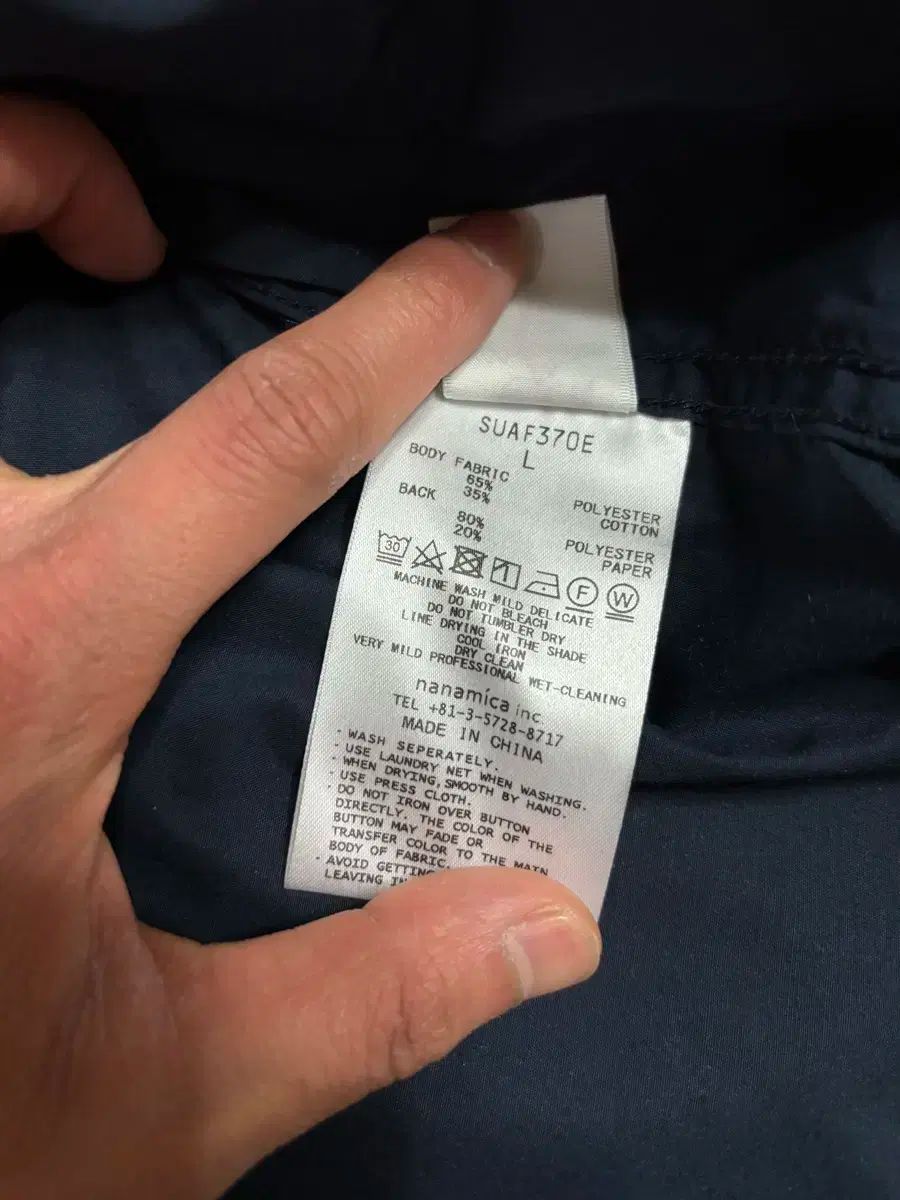 SUAF370E
L
BODY FABRIC
65% POLYESTER
35% COTTON
BACK
80% POLYESTER
20% PAPER
30 F W
MACHINE WASH MILD DELICATE
DO NOT BLEACH
DO NOT TUMBLER DRY
LINE DRYING IN THE SHADE
COOL IRON
DRY CLEAN
VERY MILD PROFESSIONAL WET-CLEANING
nanamica inc.
TEL +81-3-5728-8717
MADE IN CHINA
· WASH SEPERATELY.
· USE LAUNDRY NET WHEN WASHING.
· WHEN DRYING, SMOOTH BY HAND.
· USE PRESS CLOTH.
· DO NOT IRON OVER BUTTON
DIRECTLY. THE COLOR OF THE
BUTTON MAY FADE OR
TRANSFER COLOR TO THE MAIN
BODY OF FABRIC.
· AVOID GETTING
LEAVING